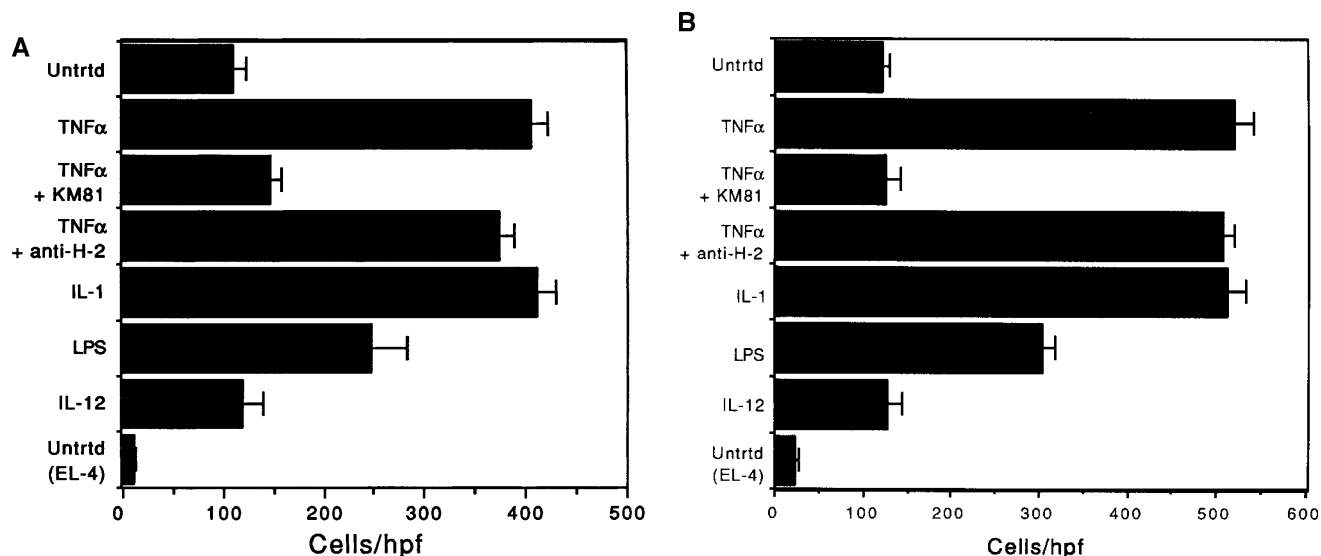 A
Untrtd
TNFα
TNFα
+ KM81
TNFα
+ anti-H-2
IL-1
LPS
IL-12
Untrtd
(EL-4)
0 100 200 300 400 500
Cells/hpf
B
Untrtd
TNFα
TNFα
+ KM81
TNFα
+ anti-H-2
IL-1
LPS
IL-12
Untrtd
(EL-4)
0 100 200 300 400 500 600
Cells/hpf